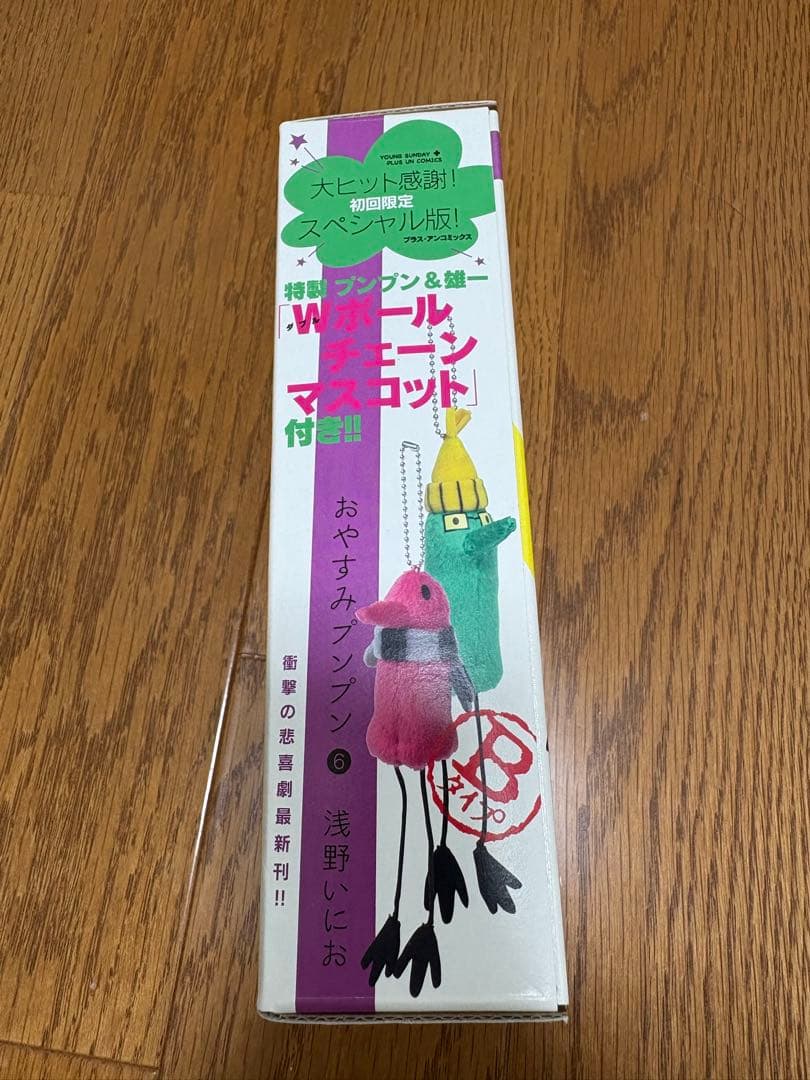 YOUNG SUNDAY +
PLUS UN COMICS
大ヒット感謝!
初回限定
スペシャル版!
プラス・アンコミックス
特製 プンプン&雄一
「Wボール
ダブル
チェーン
マスコット」
付き!!
おやすみプンプン 6 浅野いにお
衝撃の悲喜劇最新刊!!
B
タイプ